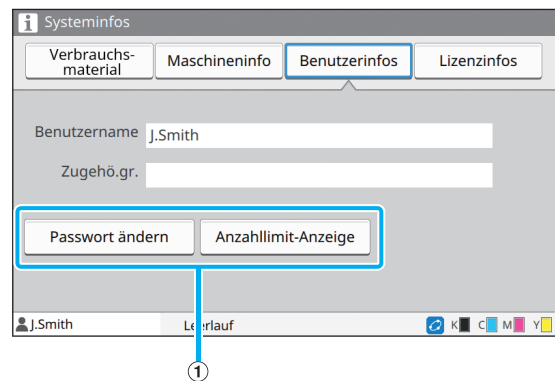 i Systeminfos
Verbrauchs-
material
Maschineninfo
Benutzerinfos
Lizenzinfos
Benutzername J.Smith
Zugehö.gr.
Passwort ändern
Anzahllimit-Anzeige
J.Smith
Leerlauf
K C M Y
1